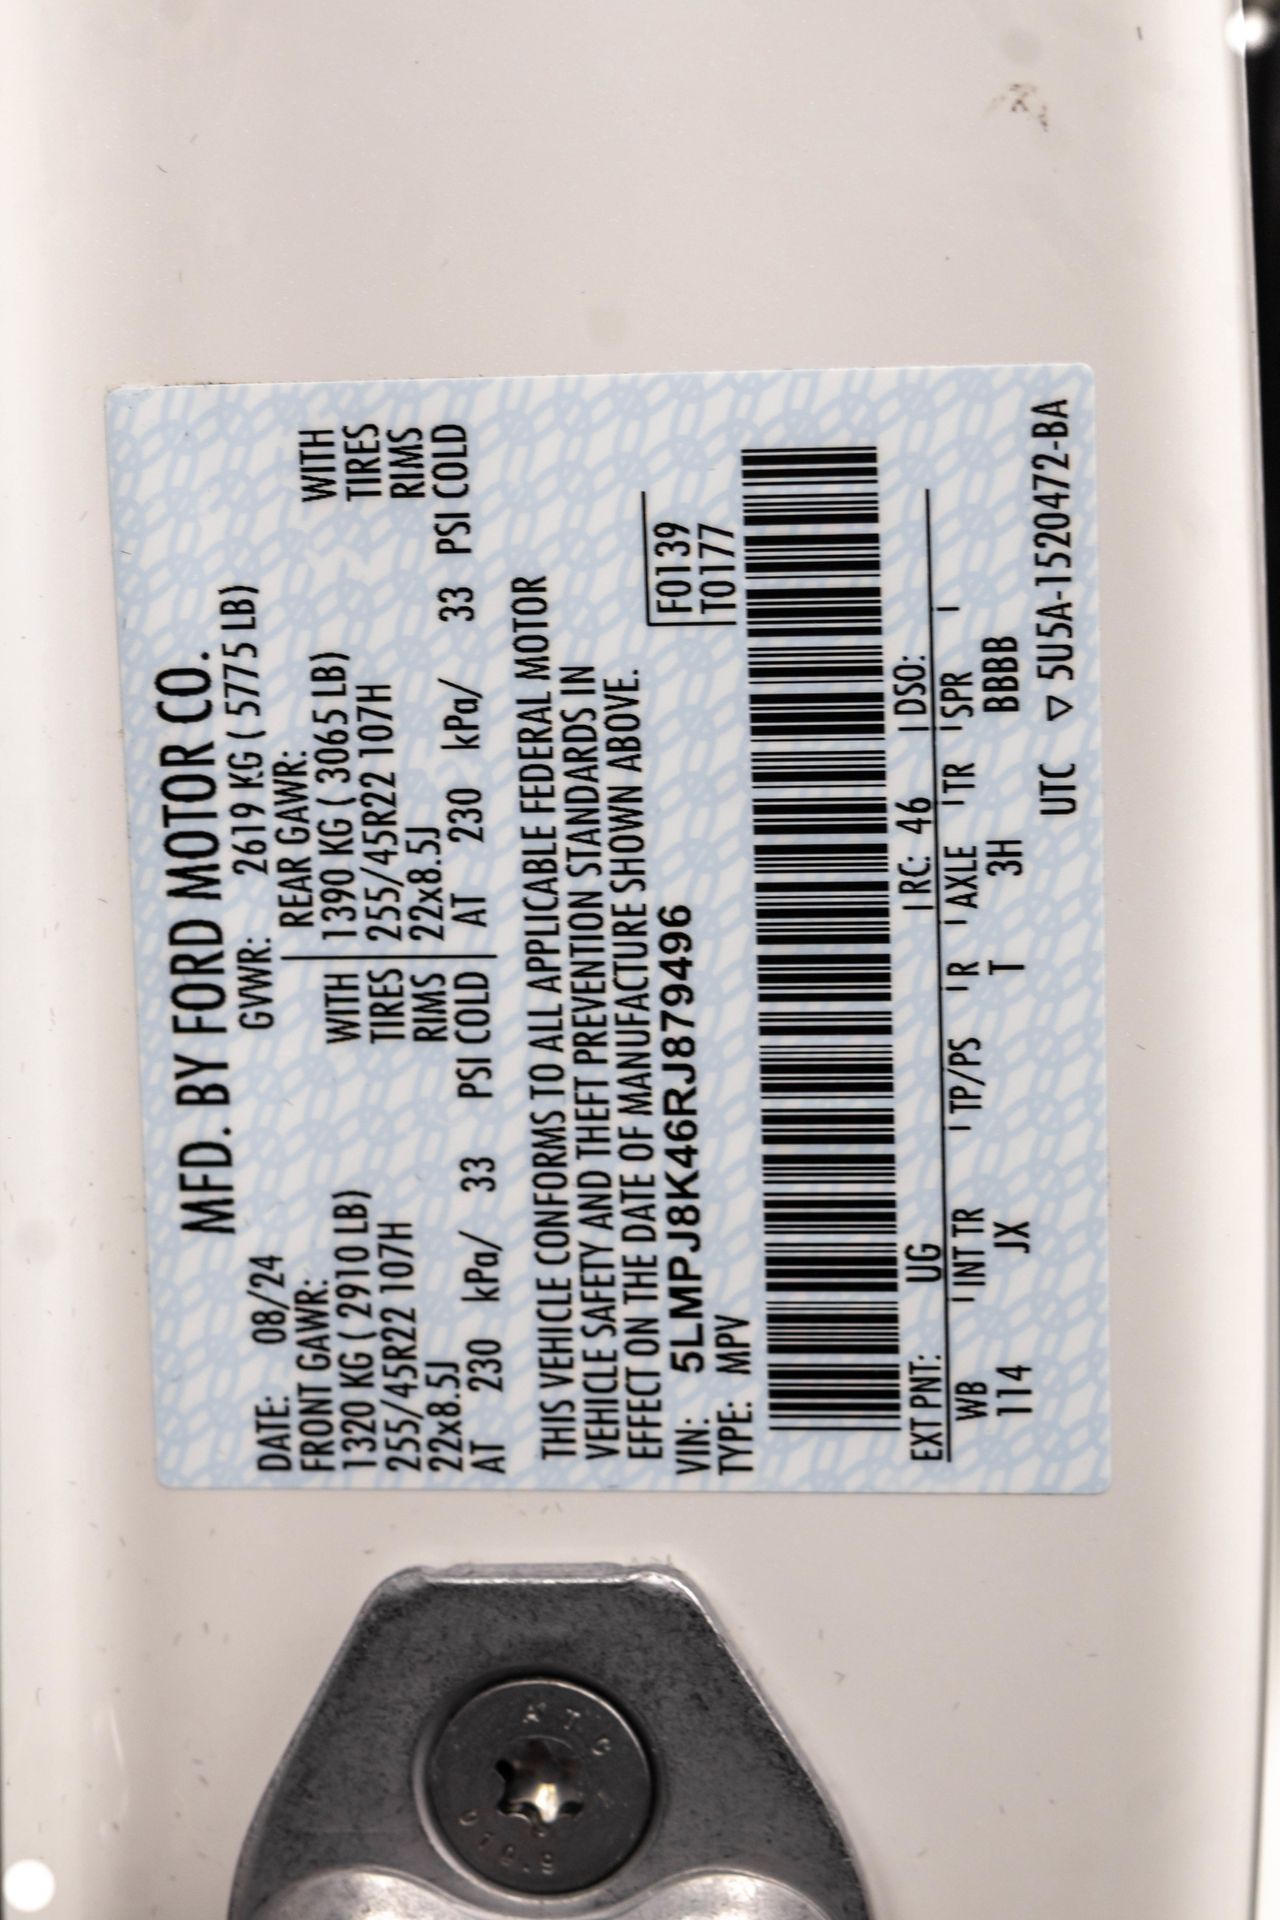 MFD. BY FORD MOTOR CO.
DATE: 08/24 GVWR: 2619 KG ( 5775 LB)
FRONT GAWR: REAR GAWR:
1320 KG ( 2910 LB) WITH 1390 KG ( 3065 LB) WITH
255/45R22 107H TIRES 255/45R22 107H TIRES
22x8.5J RIMS 22x8.5J RIMS
AT 230 kPa/ 33 PSI COLD AT 230 kPa/ 33 PSI COLD
THIS VEHICLE CONFORMS TO ALL APPLICABLE FEDERAL MOTOR
VEHICLE SAFETY AND THEFT PREVENTION STANDARDS IN
EFFECT ON THE DATE OF MANUFACTURE SHOWN ABOVE.
VIN: 5LMPJ8K46RJ879496 F0139
TYPE: MPV T0177
EXT PNT: UG RC: 46 DSO:
WB INT TR TP/PS R AXLE TR SPR
114 JX T 3H BBBB
UTC ▽ 5U5A-1520472-BA